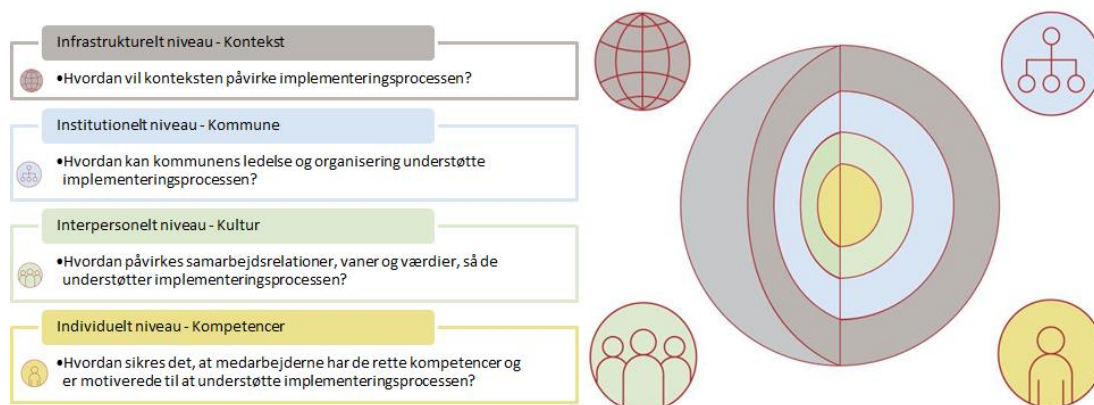 Infrastrukturelt niveau - Kontekst
•Hvordan vil konteksten påvirke implementeringsprocessen?
Institutionelt niveau - Kommune
•Hvordan kan kommunens ledelse og organisering understøtte
implementeringsprocessen?
Interpersonelt niveau - Kultur
•Hvordan påvirkes samarbejdsrelationer, vaner og værdier, så de
understøtter implementeringsprocessen?
Individuelt niveau - Kompetencer
•Hvordan sikres det, at medarbejderne har de rette kompetencer og
er motiverede til at understøtte implementeringsprocessen?